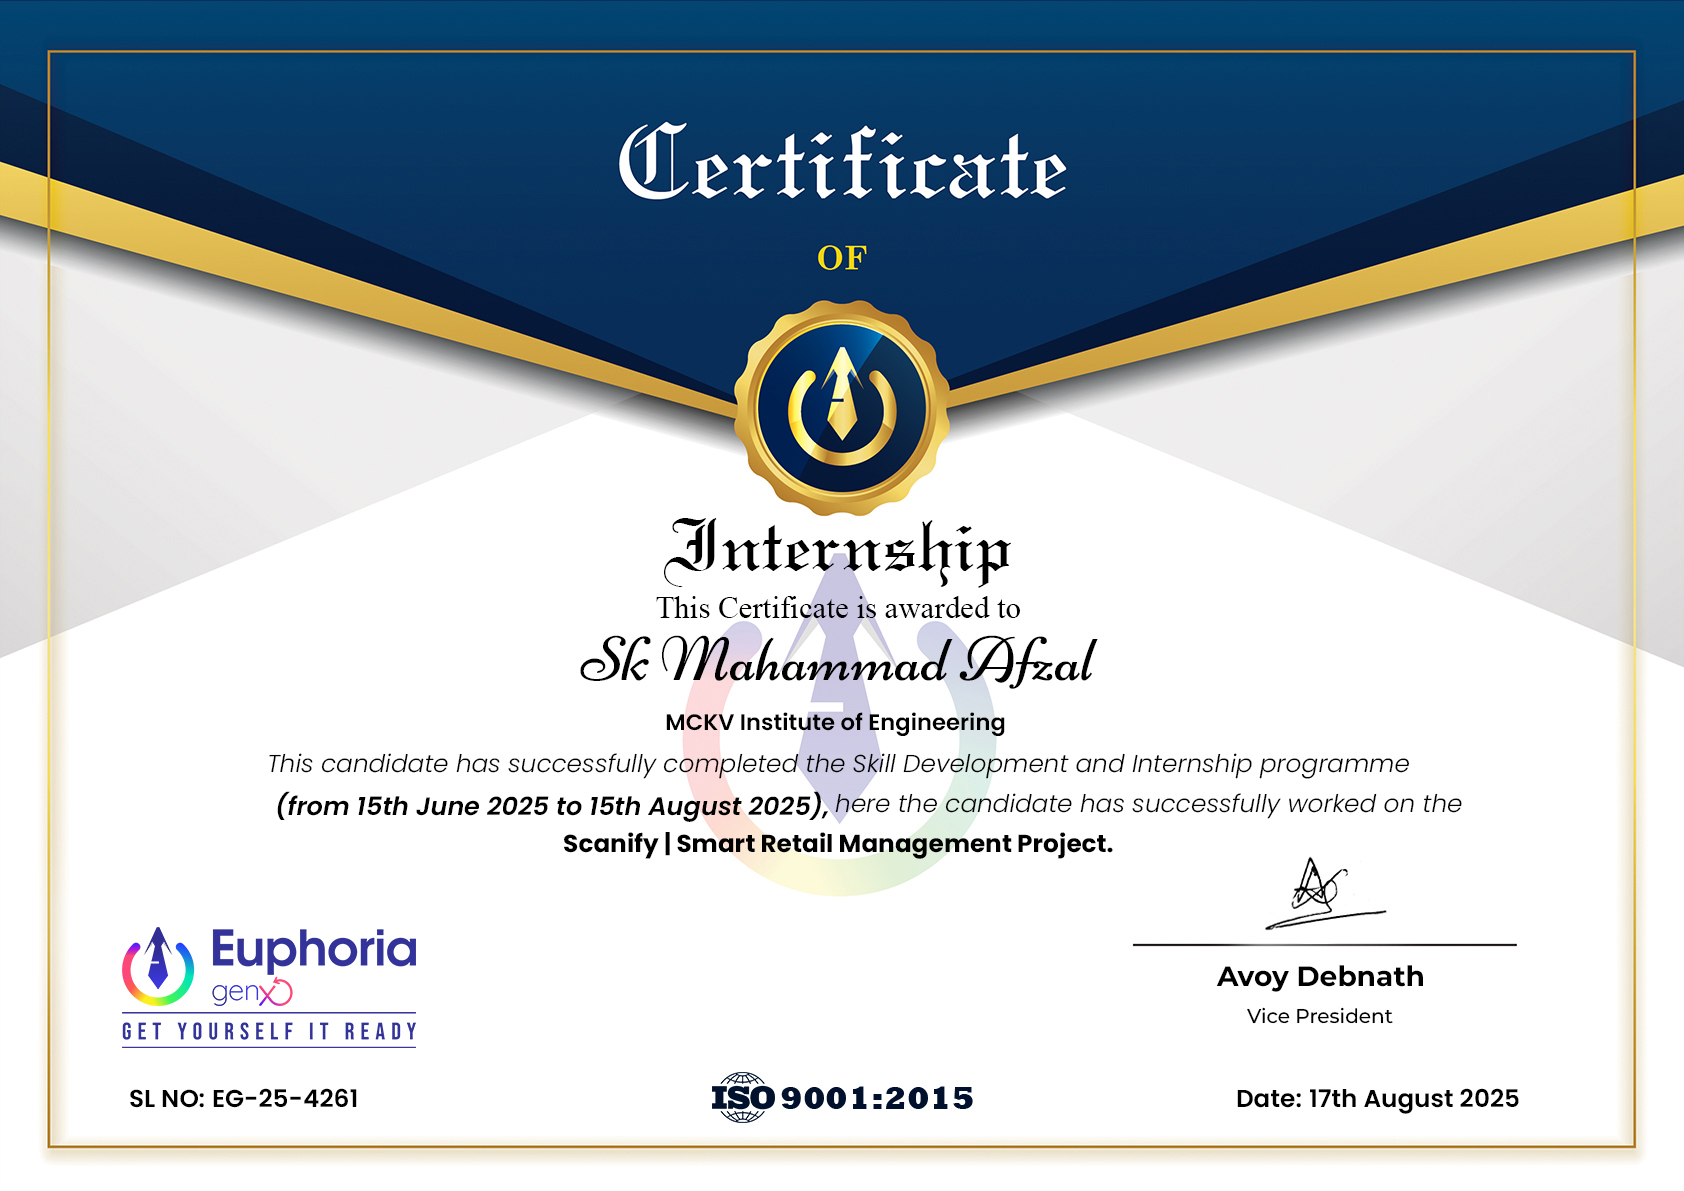 Certificate
OF
Internship
This Certificate is awarded to
Sk Mahammad Afzal
MCKV Institute of Engineering
This candidate has successfully completed the Skill Development and Internship programme
(from 15th June 2025 to 15th August 2025), here the candidate has successfully worked on the
Scanify | Smart Retail Management Project.
Euphoria
genx
GET YOURSELF IT READY
Avoy Debnath
Vice President
SL NO: EG-25-4261
ISO 9001:2015
Date: 17th August 2025